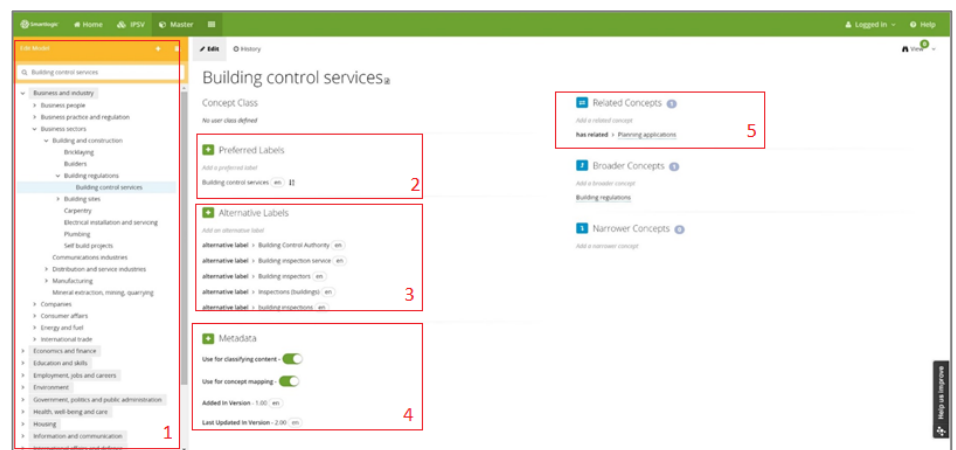 Smartlogic Home IPSV Master Logged in Help
Edit Model
Building control services
Business and industry
Business people
Business practice and regulation
Business sectors
Building and construction
Bricklaying
Builders
Building regulations
Building control services
Building sites
Carpentry
Electrical installation and servicing
Plumbing
Self build projects
Communications industries
Distribution and service industries
Manufacturing
Mineral extraction, mining, quarrying
Companies
Consumer affairs
Energy and fuel
International trade
Economics and finance
Education and skills
Employment, jobs and careers
Environment
Government, politics and public administration
Health, well-being and care
Housing
Information and communication
International affairs and defence
1
Edit History View 0
Building control services
Concept Class
No user class defined
Preferred Labels
Add a preferred label
Building control services en
2
Alternative Labels
Add an alternative label
alternative label > Building Control Authority en
alternative label > Building inspection service en
alternative label > Building inspectors en
alternative label > Inspections (buildings) en
alternative label > building inspections en
3
Metadata
Use for classifying content -
Use for concept mapping -
Added In Version - 1.00 en
Last Updated In Version - 2.00 en
4
Related Concepts 1
Add a related concept
has related > Planning applications
5
Broader Concepts 1
Add a broader concept
Building regulations
Narrower Concepts 0
Add a narrower concept
Help us improve